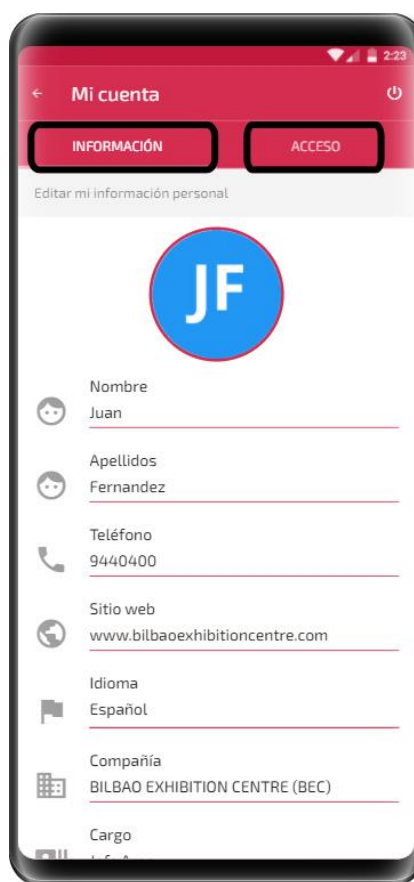 2:23
Mi cuenta
INFORMACIÓN ACCESO
Editar mi información personal
JF
Nombre
Juan
Apellidos
Fernandez
Teléfono
9440400
Sitio web
www.bilbaoexhibitioncentre.com
Idioma
Español
Compañía
BILBAO EXHIBITION CENTRE (BEC)
Cargo